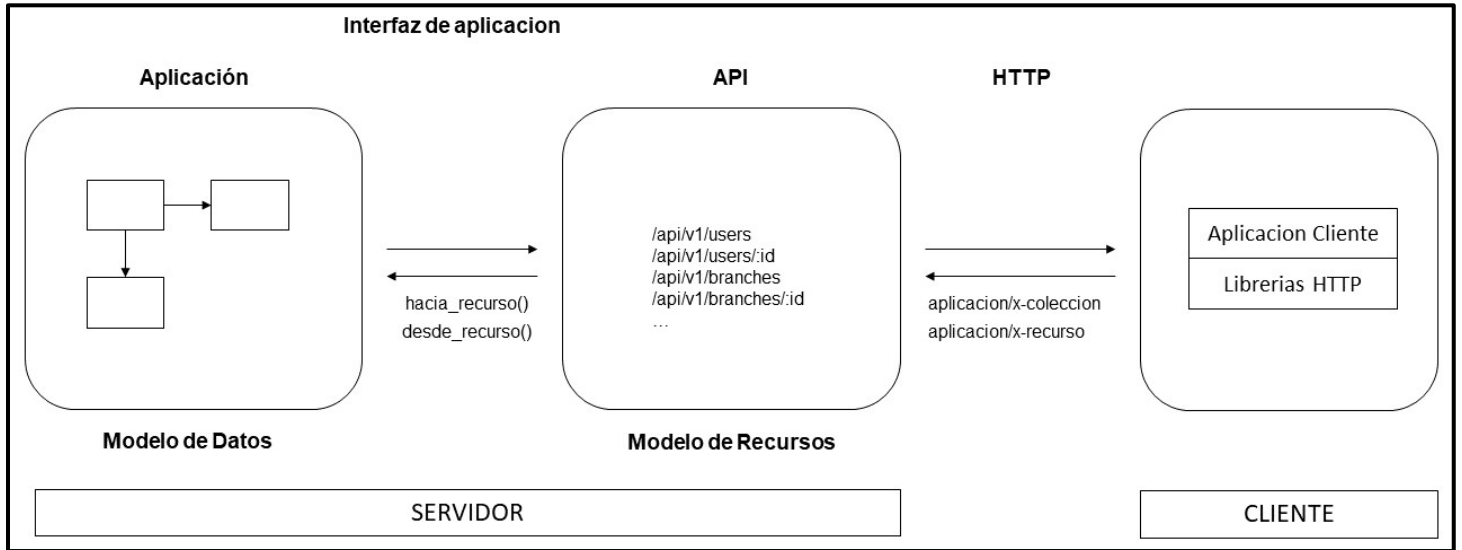 Interfaz de aplicacion
Aplicación
API
HTTP
/api/v1/users
/api/v1/users/:id
/api/v1/branches
/api/v1/branches/:id
...
hacia_recurso()
desde_recurso()
aplicacion/x-coleccion
aplicacion/x-recurso
Aplicacion Cliente
Librerias HTTP
Modelo de Datos
Modelo de Recursos
SERVIDOR
CLIENTE